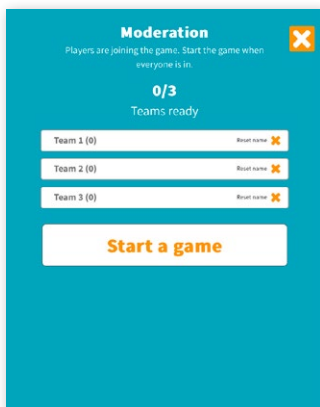 Moderation
Players are joining the game. Start the game when
everyone is in.
0/3
Teams ready
Team 1 (0) Reset name
Team 2 (0) Reset name
Team 3 (0) Reset name
Start a game